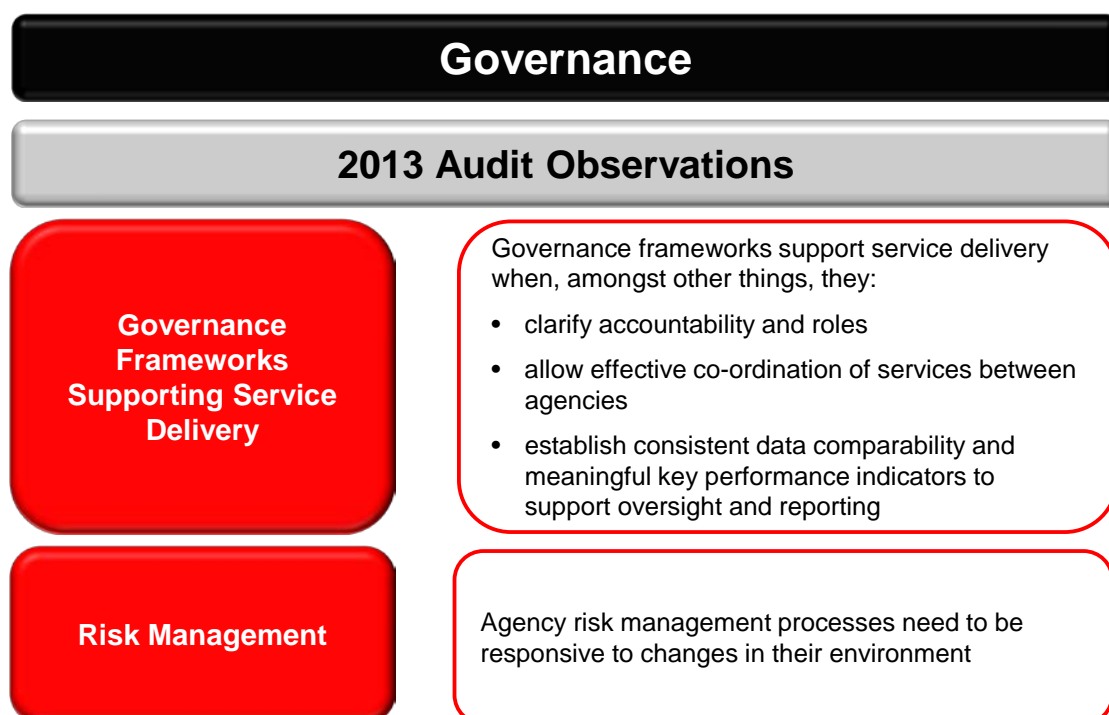 Governance
2013 Audit Observations
Governance
Frameworks
Supporting Service
Delivery
Governance frameworks support service delivery
when, amongst other things, they:
• clarify accountability and roles
• allow effective co-ordination of services between
agencies
• establish consistent data comparability and
meaningful key performance indicators to
support oversight and reporting
Risk Management
Agency risk management processes need to be
responsive to changes in their environment